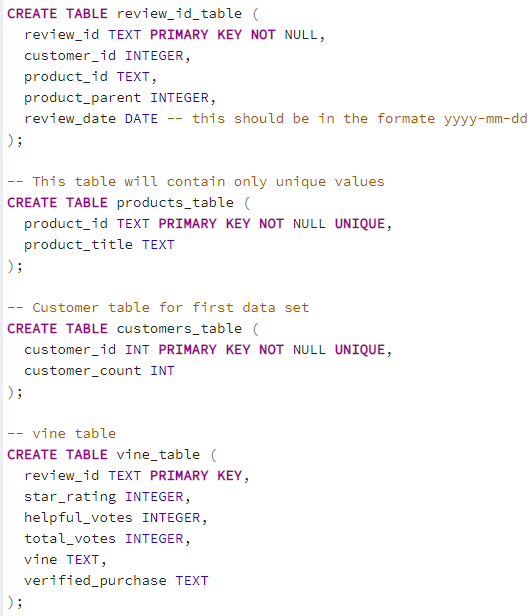 CREATE TABLE review_id_table (
  review_id TEXT PRIMARY KEY NOT NULL,
  customer_id INTEGER,
  product_id TEXT,
  product_parent INTEGER,
  review_date DATE -- this should be in the formate yyyy-mm-dd
);

-- This table will contain only unique values
CREATE TABLE products_table (
  product_id TEXT PRIMARY KEY NOT NULL UNIQUE,
  product_title TEXT
);

-- Customer table for first data set
CREATE TABLE customers_table (
  customer_id INT PRIMARY KEY NOT NULL UNIQUE,
  customer_count INT
);

-- vine table
CREATE TABLE vine_table (
  review_id TEXT PRIMARY KEY,
  star_rating INTEGER,
  helpful_votes INTEGER,
  total_votes INTEGER,
  vine TEXT,
  verified_purchase TEXT
);